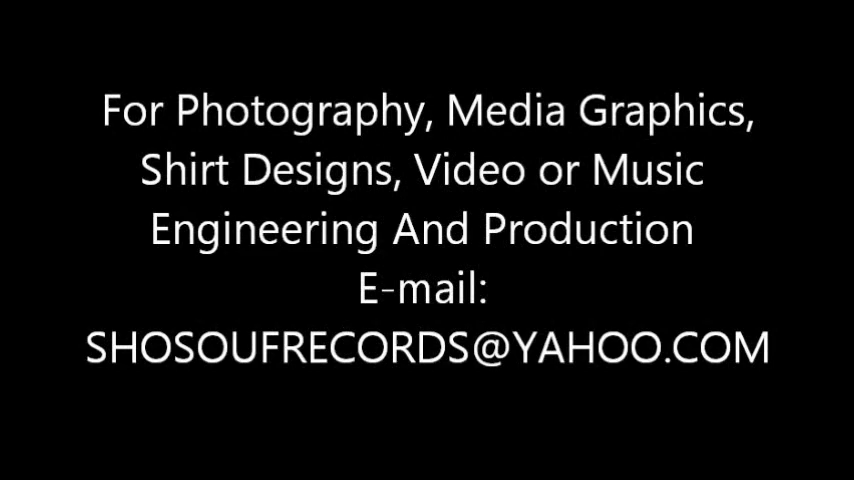 For Photography, Media Graphics,
Shirt Designs, Video or Music
Engineering And Production
E-mail:
SHOSOUFRECORDS@YAHOO.COM